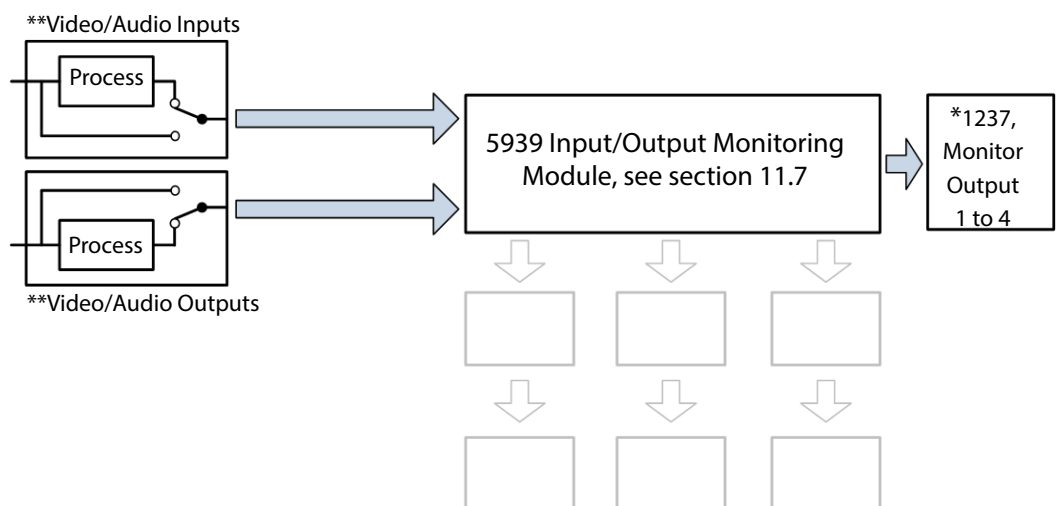 **Video/Audio Inputs
Process
Process
**Video/Audio Outputs
5939 Input/Output Monitoring
Module, see section 11.7
*1237,
Monitor
Output
1 to 4